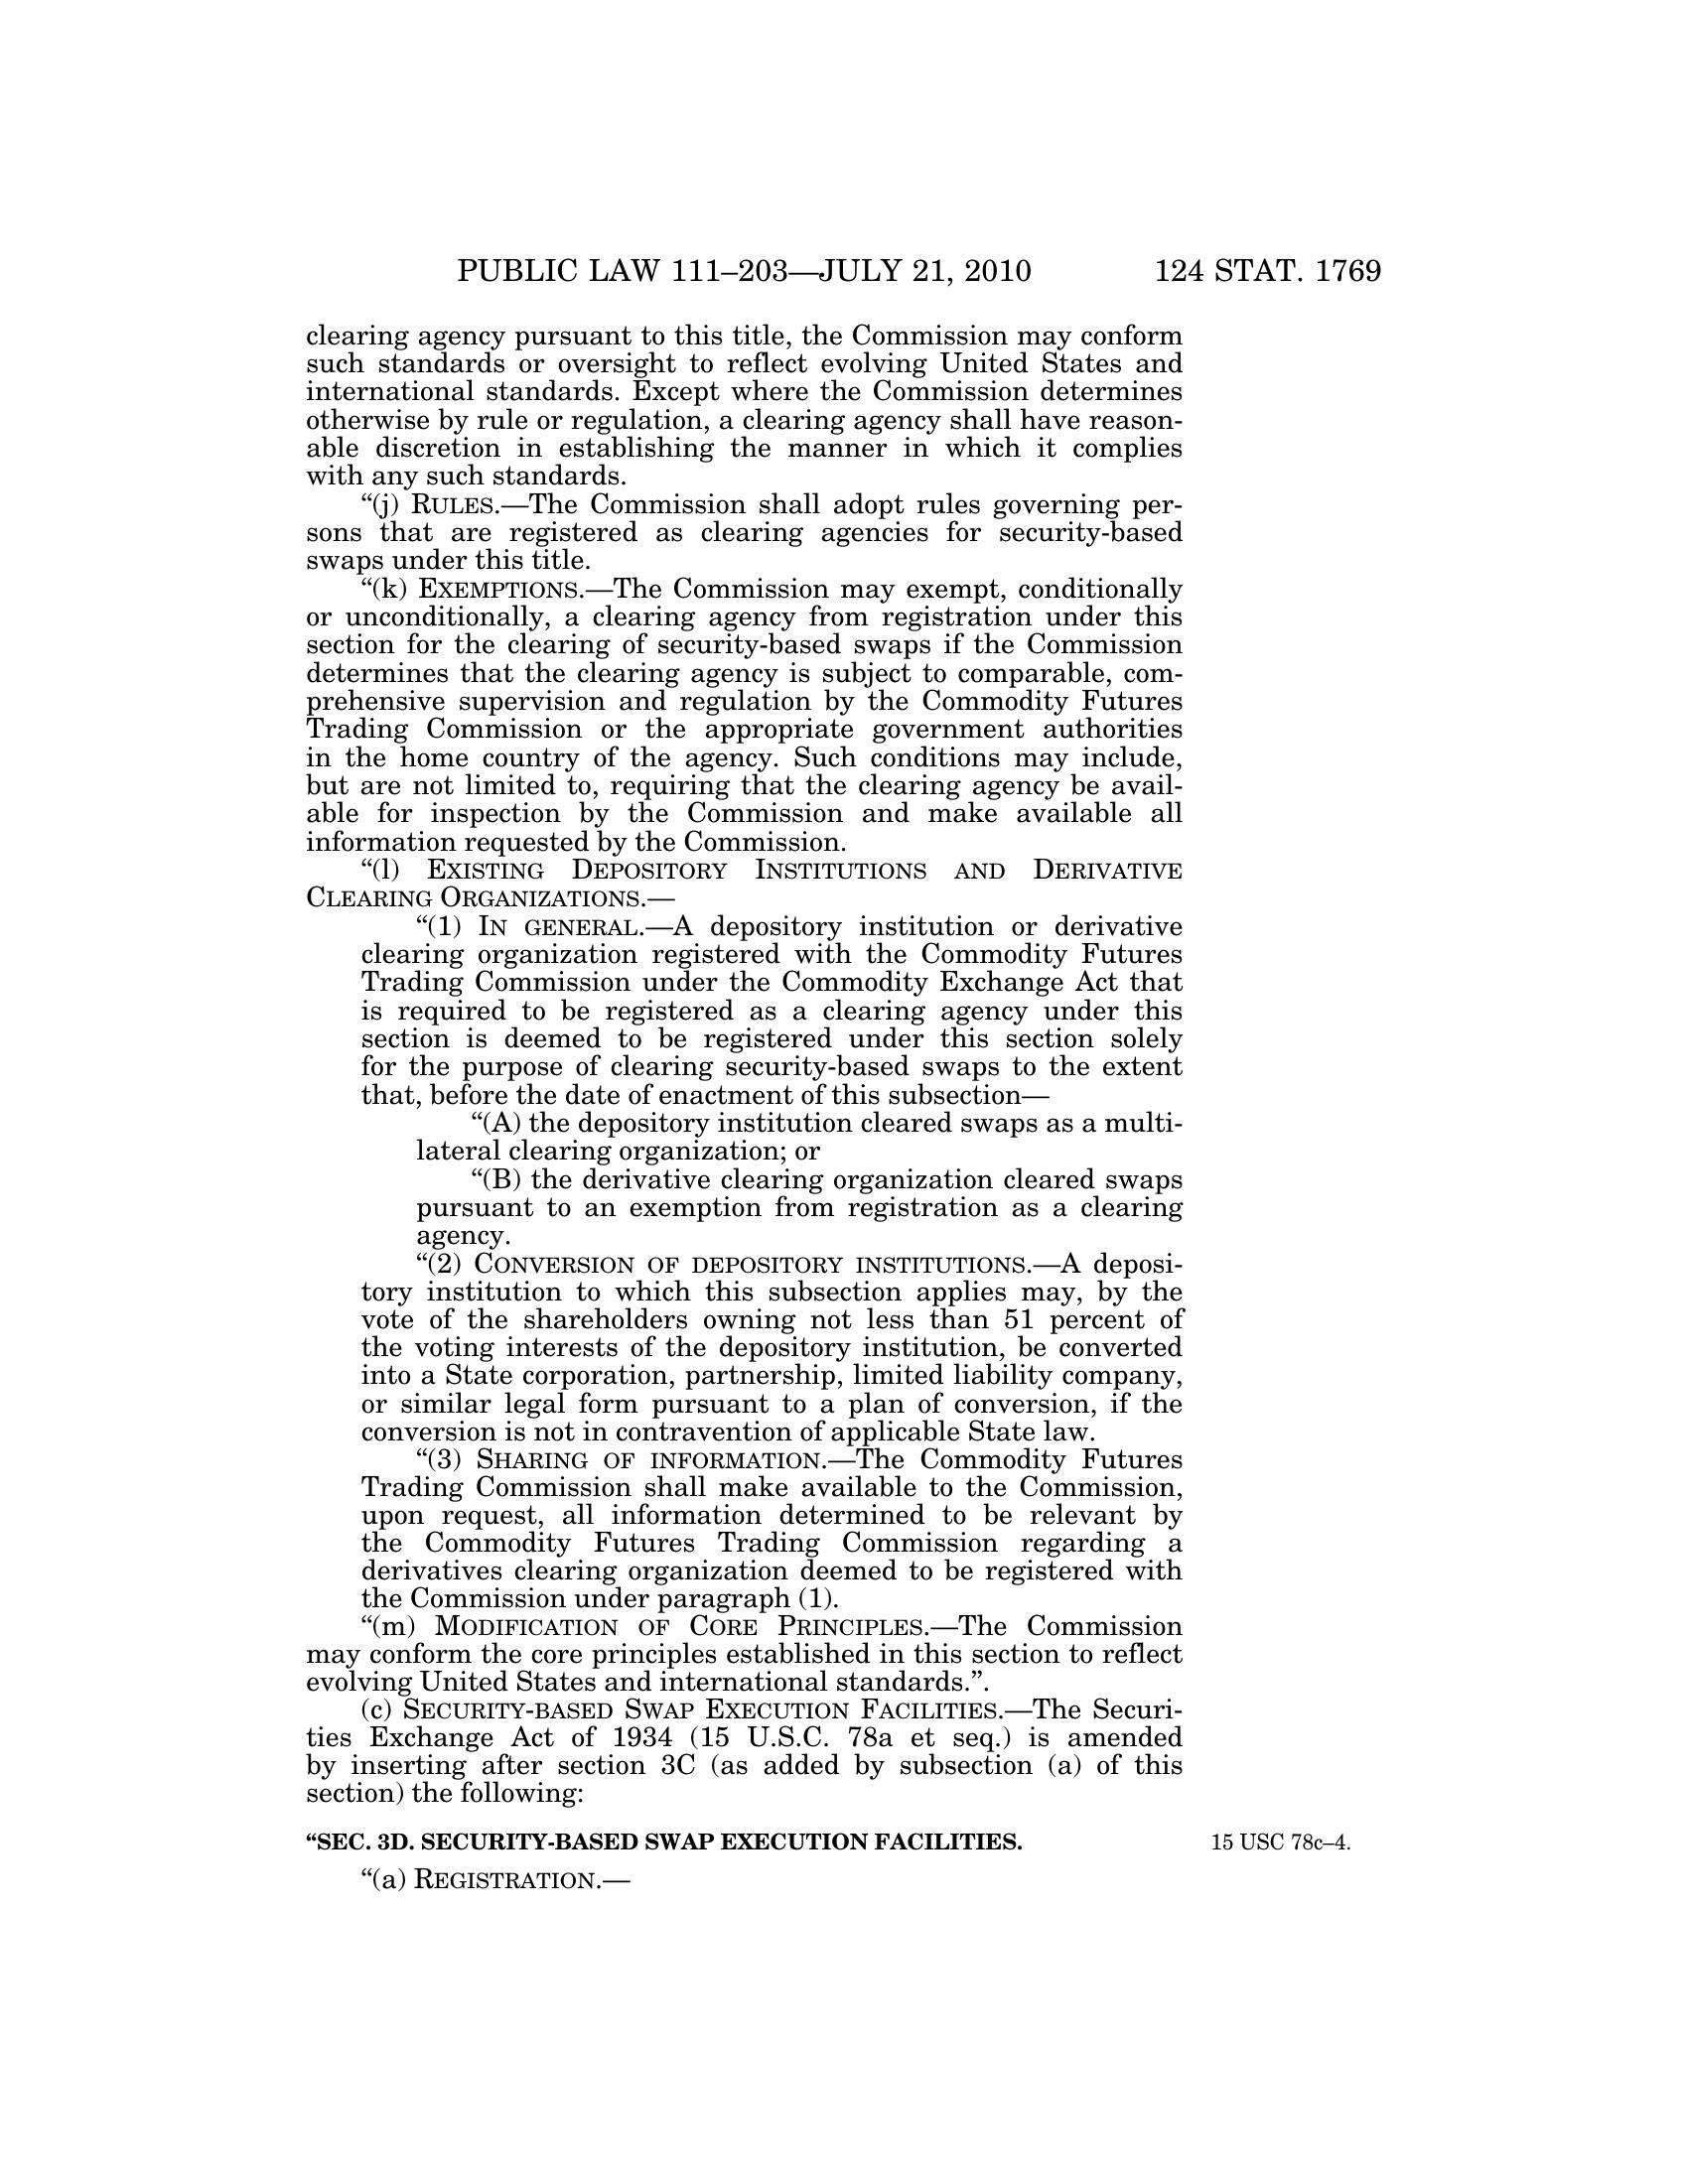 PUBLIC LAW 111–203—JULY 21, 2010 124 STAT. 1769
clearing agency pursuant to this title, the Commission may conform
such standards or oversight to reflect evolving United States and
international standards. Except where the Commission determines
otherwise by rule or regulation, a clearing agency shall have reason-
able discretion in establishing the manner in which it complies
with any such standards.
“(j) RULES.—The Commission shall adopt rules governing per-
sons that are registered as clearing agencies for security-based
swaps under this title.
“(k) EXEMPTIONS.—The Commission may exempt, conditionally
or unconditionally, a clearing agency from registration under this
section for the clearing of security-based swaps if the Commission
determines that the clearing agency is subject to comparable, com-
prehensive supervision and regulation by the Commodity Futures
Trading Commission or the appropriate government authorities
in the home country of the agency. Such conditions may include,
but are not limited to, requiring that the clearing agency be avail-
able for inspection by the Commission and make available all
information requested by the Commission.
“(l) EXISTING DEPOSITORY INSTITUTIONS AND DERIVATIVE
CLEARING ORGANIZATIONS.—
“(1) IN GENERAL.—A depository institution or derivative
clearing organization registered with the Commodity Futures
Trading Commission under the Commodity Exchange Act that
is required to be registered as a clearing agency under this
section is deemed to be registered under this section solely
for the purpose of clearing security-based swaps to the extent
that, before the date of enactment of this subsection—
“(A) the depository institution cleared swaps as a multi-
lateral clearing organization; or
“(B) the derivative clearing organization cleared swaps
pursuant to an exemption from registration as a clearing
agency.
“(2) CONVERSION OF DEPOSITORY INSTITUTIONS.—A deposi-
tory institution to which this subsection applies may, by the
vote of the shareholders owning not less than 51 percent of
the voting interests of the depository institution, be converted
into a State corporation, partnership, limited liability company,
or similar legal form pursuant to a plan of conversion, if the
conversion is not in contravention of applicable State law.
“(3) SHARING OF INFORMATION.—The Commodity Futures
Trading Commission shall make available to the Commission,
upon request, all information determined to be relevant by
the Commodity Futures Trading Commission regarding a
derivatives clearing organization deemed to be registered with
the Commission under paragraph (1).
“(m) MODIFICATION OF CORE PRINCIPLES.—The Commission
may conform the core principles established in this section to reflect
evolving United States and international standards.”.
(c) SECURITY-BASED SWAP EXECUTION FACILITIES.—The Securi-
ties Exchange Act of 1934 (15 U.S.C. 78a et seq.) is amended
by inserting after section 3C (as added by subsection (a) of this
section) the following:
“SEC. 3D. SECURITY-BASED SWAP EXECUTION FACILITIES. 15 USC 78c–4.
“(a) REGISTRATION.—